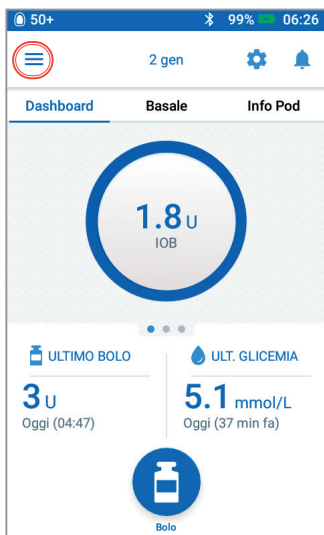 50+ 99% 06:26
2 gen
Dashboard Basale Info Pod
1.8 U
IOB
ULTIMO BOLO
3 U
Oggi (04:47)
ULT. GLICEMIA
5.1 mmol/L
Oggi (37 min fa)
Bolo